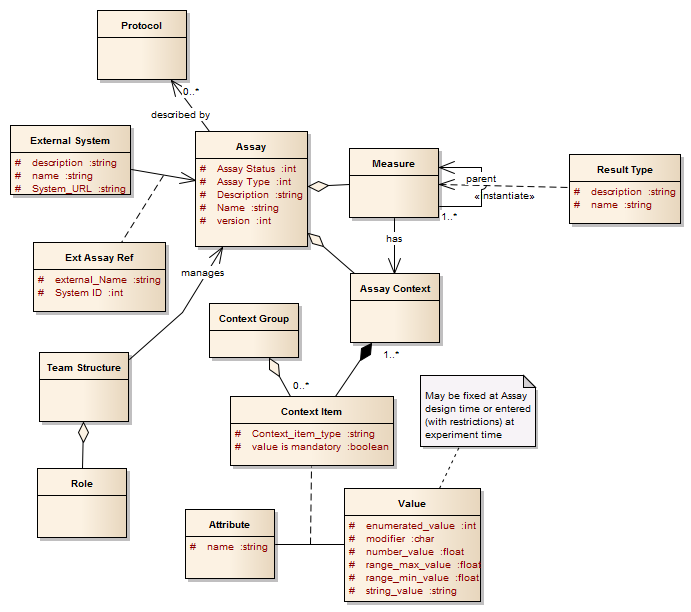 Protocol
0..*
described by
External System
# description :string
# name :string
# System_URL :string
Assay
# Assay Status :int
# Assay Type :int
# Description :string
# Name :string
# version :int
Measure
parent
«instantiate»
1..*
Result Type
# description :string
# name :string
has
Ext Assay Ref
# external_Name :string
# System ID :int
manages
Assay Context
Context Group
1..*
0..*
Team Structure
Context Item
# Context_item_type :string
# value is mandatory :boolean
May be fixed at Assay
design time or entered
(with restrictions) at
experiment time
Role
Attribute
# name :string
Value
# enumerated_value :int
# modifier :char
# number_value :float
# range_max_value :float
# range_min_value :float
# string_value :string